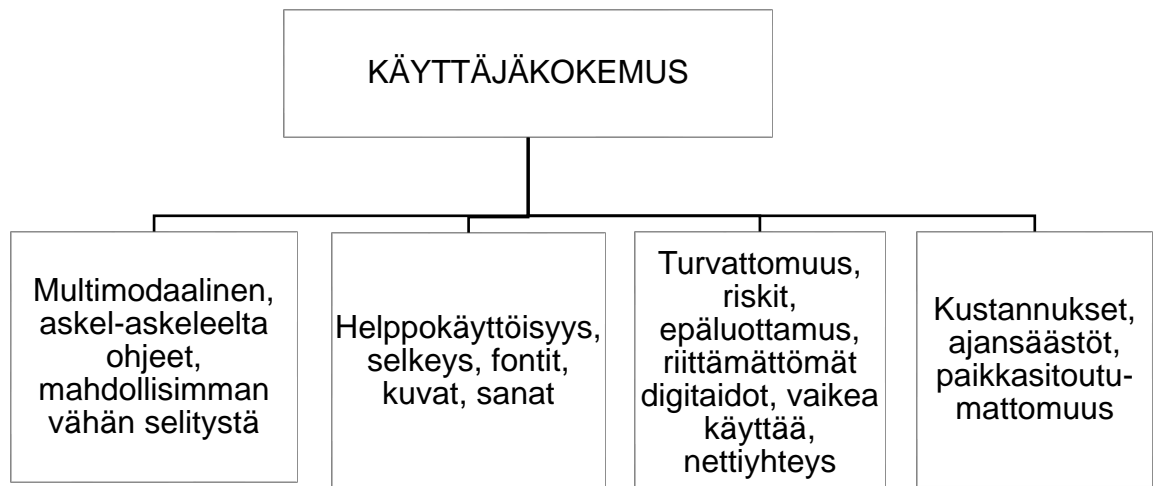 KÄYTTÄJÄKOKEMUS
Multimodaalinen,
askel-askeleelta
ohjeet,
mahdollisimman
vähän selitystä
Helppokäyttöisyys,
selkeys, fontit,
kuvat, sanat
Turvattomuus,
riskit,
epäluottamus,
riittämättömät
digitaidot, vaikea
käyttää,
nettiyhteys
Kustannukset,
ajansäästöt,
paikkasitoutu-
mattomuus